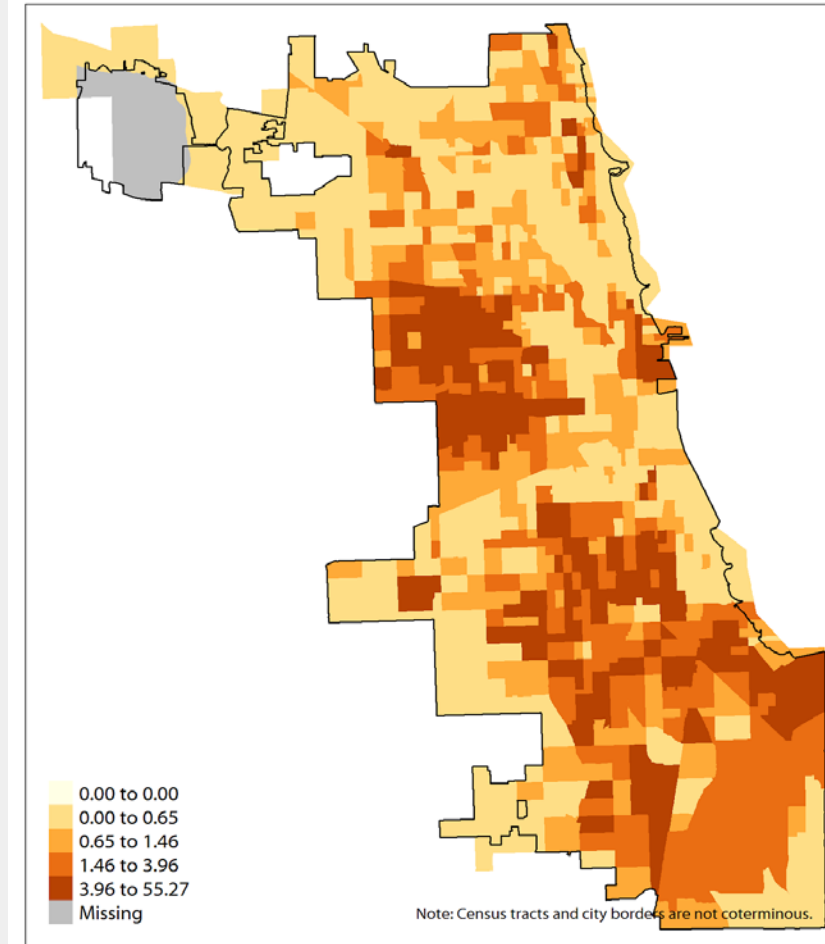 0.00 to 0.00
0.00 to 0.65
0.65 to 1.46
1.46 to 3.96
3.96 to 55.27
Missing
Note: Census tracts and city borders are not coterminous.